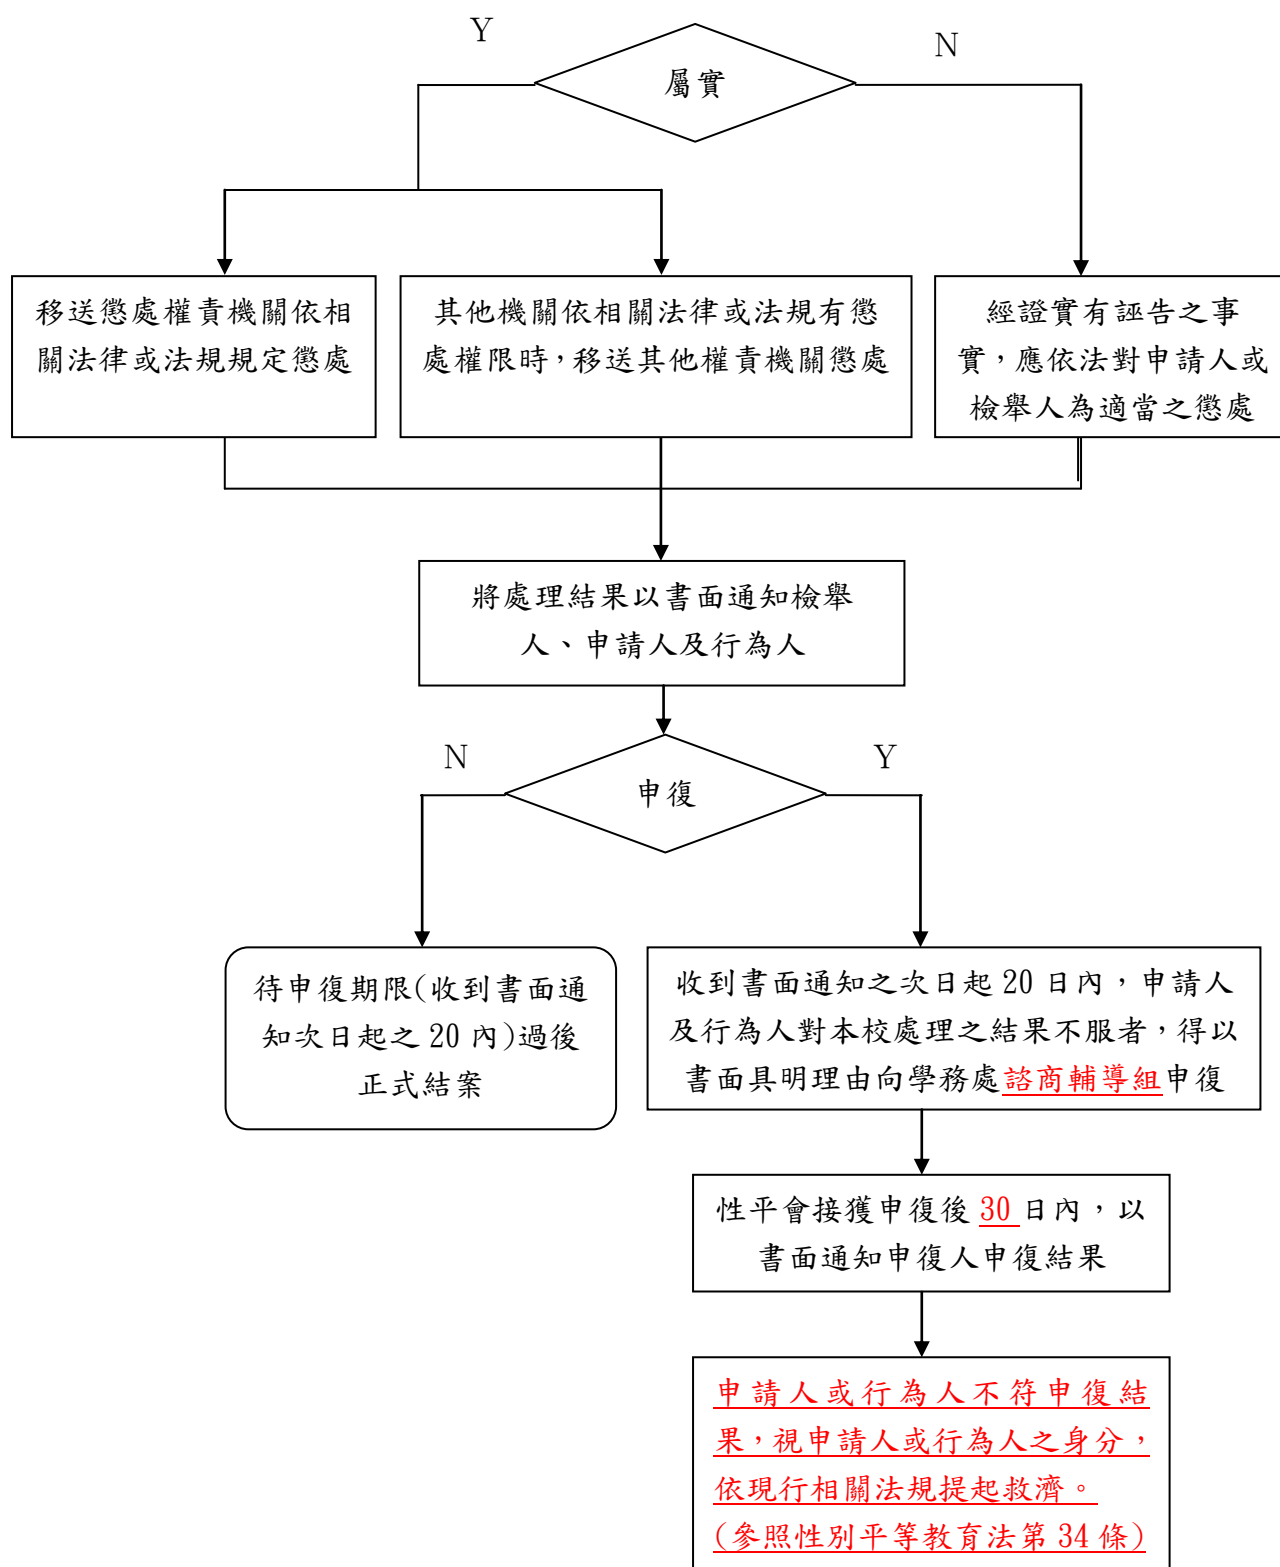 Y
N
屬實
移送懲處權責機關依相
關法律或法規規定懲處
其他機關依相關法律或法規有懲
處權限時,移送其他權責機關懲處
經證實有誣告之事
實,應依法對申請人或
檢舉人為適當之懲處
將處理結果以書面通知檢舉
人、申請人及行為人
N
Y
申復
待申復期限(收到書面通
知次日起之 20 內)過後
正式結案
收到書面通知之次日起 20 日內,申請人
及行為人對本校處理之結果不服者,得以
書面具明理由向學務處諮商輔導組申復
性平會接獲申復後 30 日內,以
書面通知申復人申復結果
申請人或行為人不符申復結
果,視申請人或行為人之身分,
依現行相關法規提起救濟。
(參照性別平等教育法第 34 條)